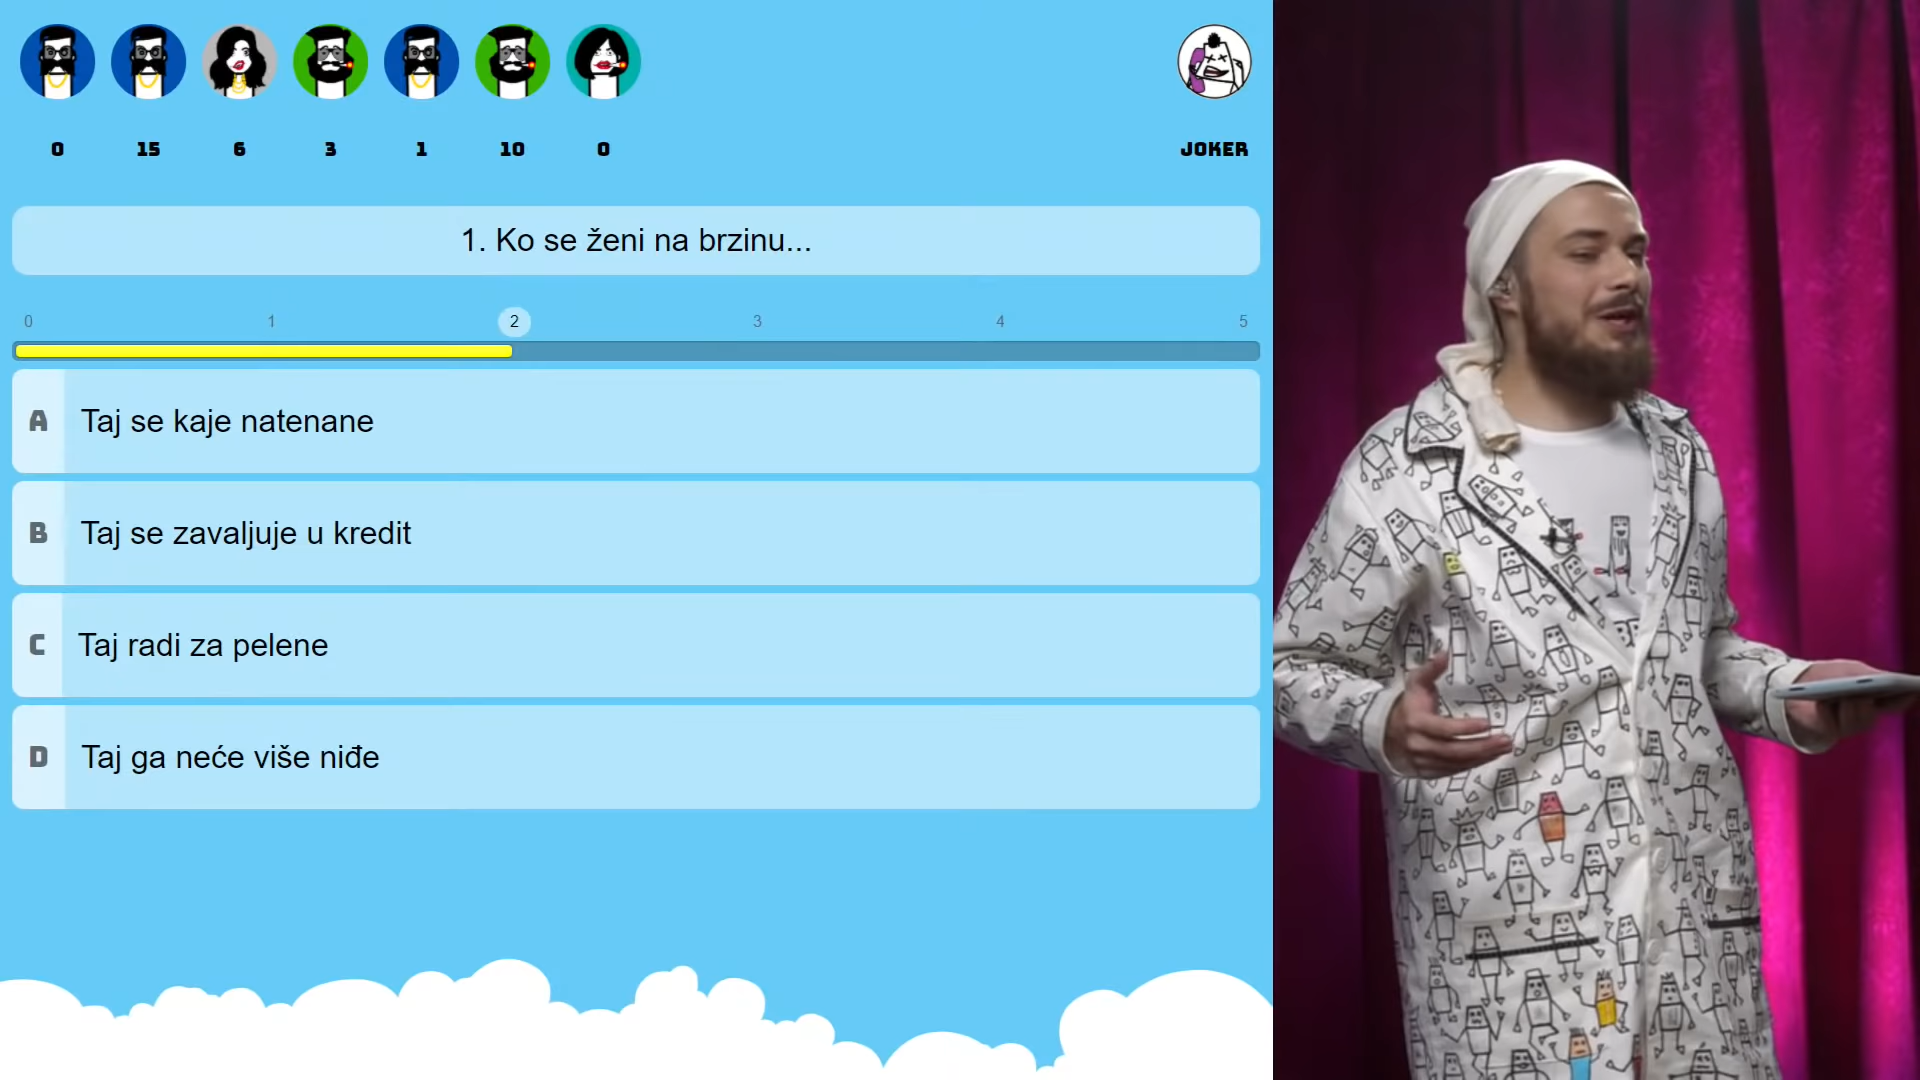 0 15 6 3 1 10 0 JOKER
1. Ko se ženi na brzinu...
0 1 2 3 4 5
A Taj se kaje natenane
B Taj se zavaljuje u kredit
C Taj radi za pelene
D Taj ga neće više niđe